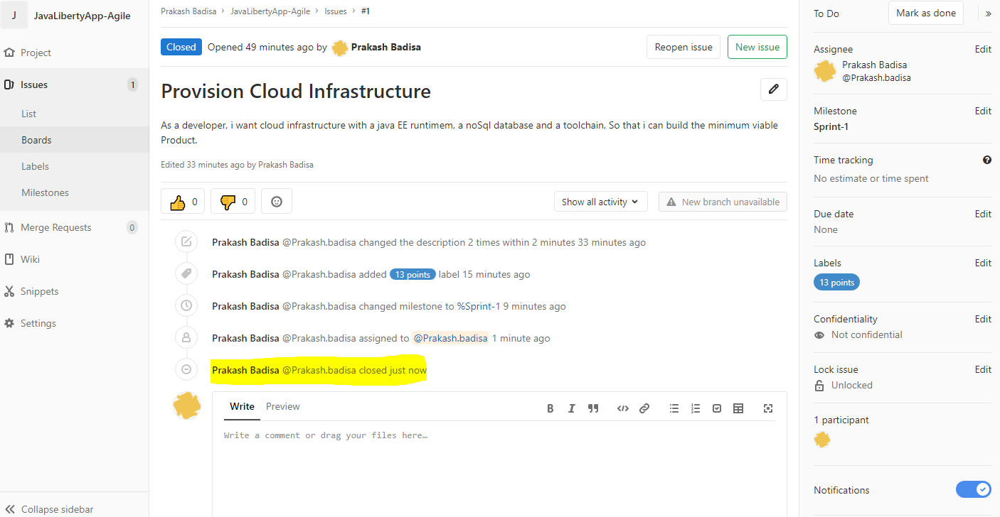 J JavaLibertyApp-Agile
Project
Issues 1
List
Boards
Labels
Milestones
Merge Requests 0
Wiki
Snippets
Settings
Collapse sidebar
Prakash Badisa > JavaLibertyApp-Agile > Issues > #1
Closed Opened 49 minutes ago by Prakash Badisa
Reopen issue New issue
Provision Cloud Infrastructure
As a developer, i want cloud infrastructure with a java EE runtimem, a noSql database and a toolchain, So that i can build the minimum viable
Product.
Edited 33 minutes ago by Prakash Badisa
0 0 Show all activity New branch unavailable
Prakash Badisa @Prakash.badisa changed the description 2 times within 2 minutes 33 minutes ago
Prakash Badisa @Prakash.badisa added 13 points label 15 minutes ago
Prakash Badisa @Prakash.badisa changed milestone to %Sprint-1 9 minutes ago
Prakash Badisa @Prakash.badisa assigned to @Prakash.badisa 1 minute ago
Prakash Badisa @Prakash.badisa closed just now
Write Preview
Write a comment or drag your files here…
To Do Mark as done »
Assignee Edit
Prakash Badisa
@Prakash.badisa
Milestone Edit
Sprint-1
Time tracking
No estimate or time spent
Due date Edit
None
Labels Edit
13 points
Confidentiality Edit
Not confidential
Lock issue Edit
Unlocked
1 participant
Notifications